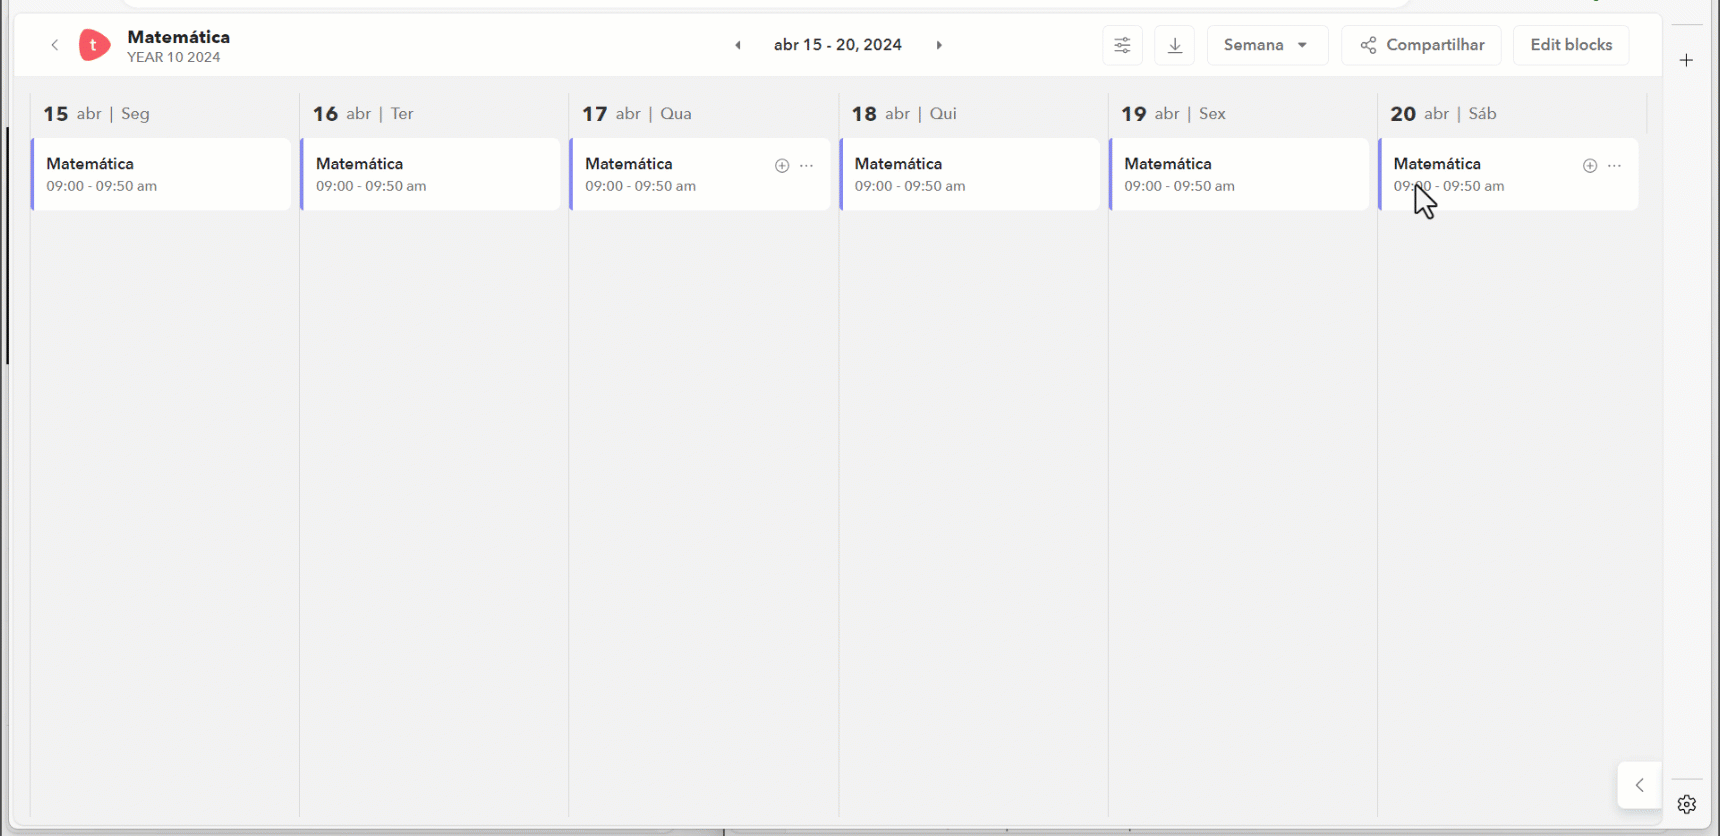 t
Matemática
YEAR 10 2024
abr 15 - 20, 2024
Semana
Compartilhar
Edit blocks
15 abr | Seg
16 abr | Ter
17 abr | Qua
18 abr | Qui
19 abr | Sex
20 abr | Sáb
Matemática
09:00 - 09:50 am
Matemática
09:00 - 09:50 am
Matemática
09:00 - 09:50 am
Matemática
09:00 - 09:50 am
Matemática
09:00 - 09:50 am
Matemática
09:00 - 09:50 am